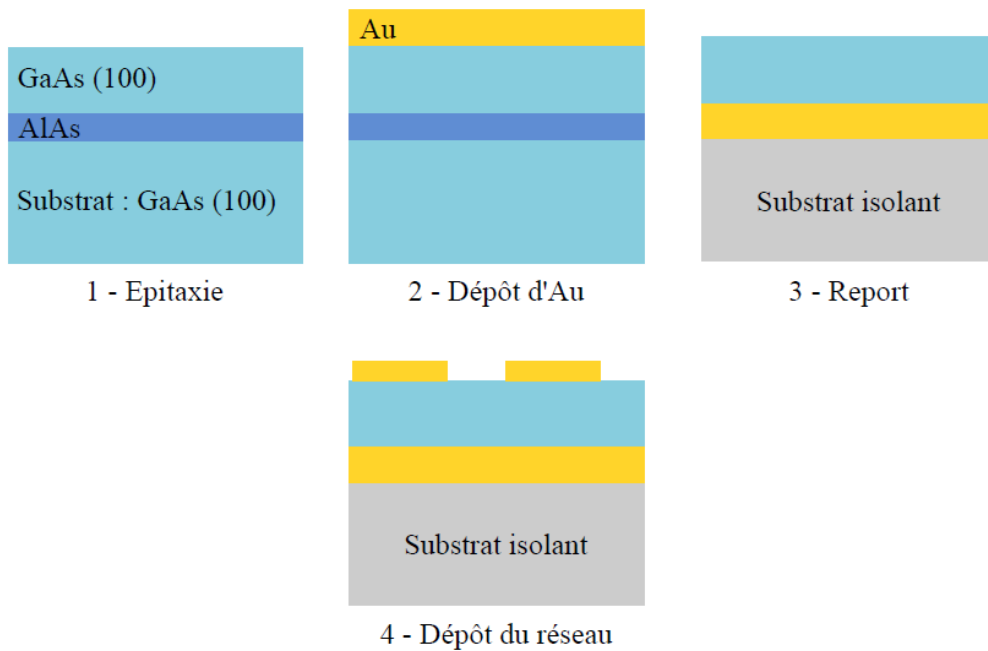 GaAs (100)
AlAs
Substrat : GaAs (100)
1 - Epitaxie
Au
2 - Dépôt d'Au
Substrat isolant
3 - Report
Substrat isolant
4 - Dépôt du réseau